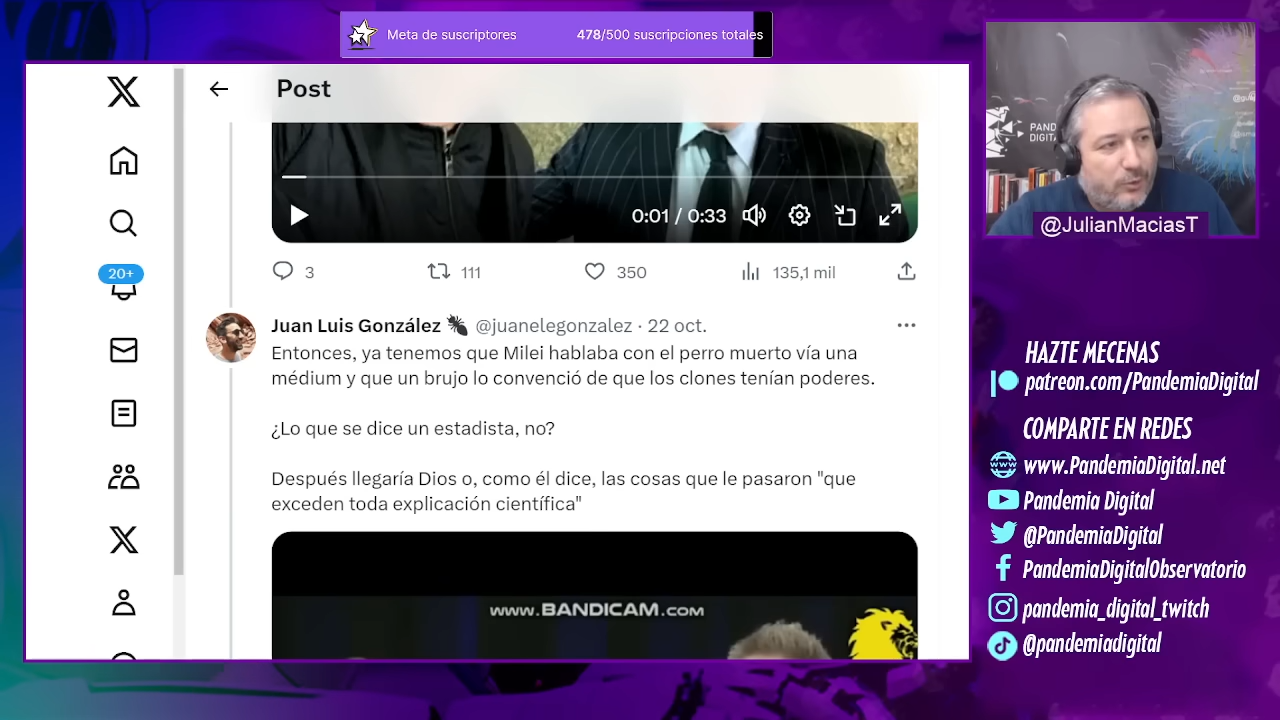 Meta de suscriptores
478/500 suscripciones totales
Post
0:01 / 0:33
3
111
350
135,1 mil
20+
Juan Luis González @juanelegonzalez · 22 oct.
Entonces, ya tenemos que Milei hablaba con el perro muerto vía una
médium y que un brujo lo convenció de que los clones tenían poderes.
¿Lo que se dice un estadista, no?
Después llegaría Dios o, como él dice, las cosas que le pasaron "que
exceden toda explicación científica"
www.BANDICAM.com
@JulianMaciasT
HAZTE MECENAS
patreon.com/PandemiaDigital
COMPARTE EN REDES
www.PandemiaDigital.net
Pandemia Digital
@PandemiaDigital
PandemiaDigitalObservatorio
pandemia_digital_twitch
@pandemiadigital